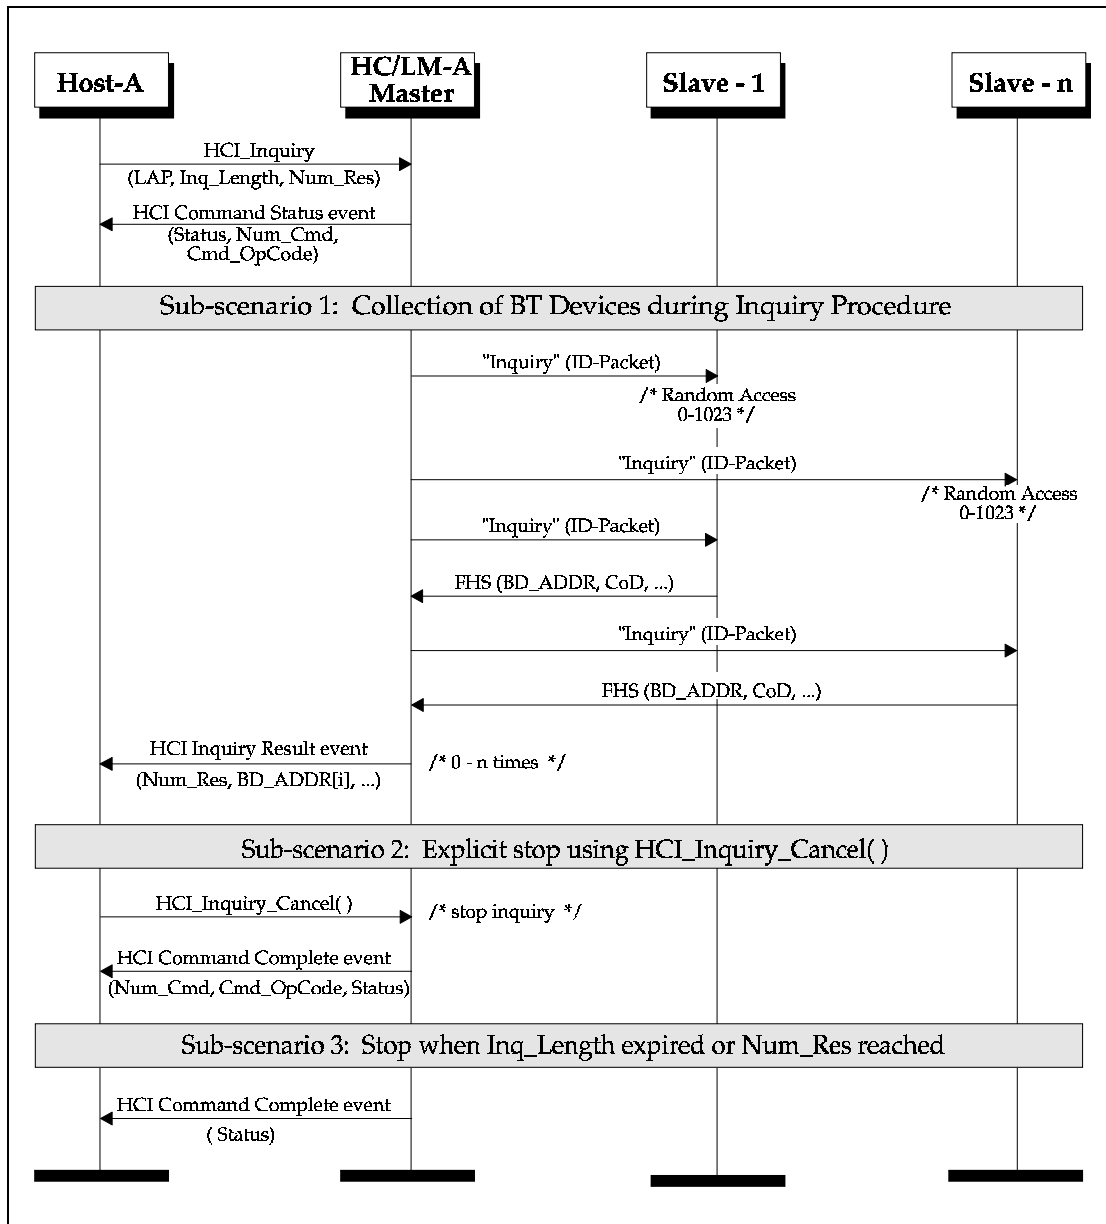 Host-A
HC/LM-A
Master
Slave - 1
Slave - n
HCI_Inquiry
(LAP, Inq_Length, Num_Res)
HCI Command Status event
(Status, Num_Cmd,
Cmd_OpCode)
Sub-scenario 1:  Collection of BT Devices during Inquiry Procedure
"Inquiry" (ID-Packet)
/* Random Access
0-1023 */
"Inquiry" (ID-Packet)
/* Random Access
0-1023 */
"Inquiry" (ID-Packet)
FHS (BD_ADDR, CoD, ...)
"Inquiry" (ID-Packet)
FHS (BD_ADDR, CoD, ...)
HCI Inquiry Result event
/* 0 - n times  */
(Num_Res, BD_ADDR[i], ...)
Sub-scenario 2:  Explicit stop using HCI_Inquiry_Cancel( )
HCI_Inquiry_Cancel( )
/* stop inquiry  */
HCI Command Complete event
(Num_Cmd, Cmd_OpCode, Status)
Sub-scenario 3:  Stop when Inq_Length expired or Num_Res reached
HCI Command Complete event
( Status)